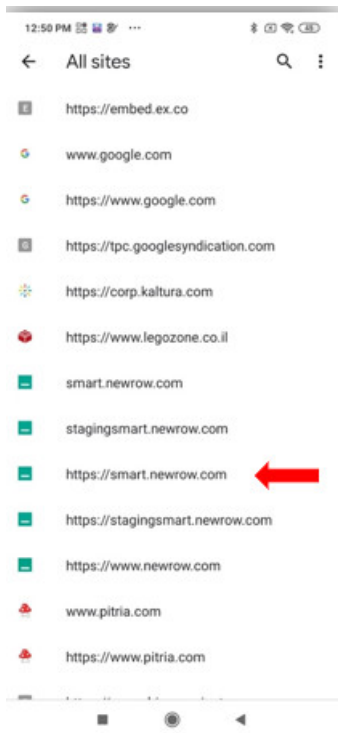 12:50 PM ···
All sites
E https://embed.ex.co
G www.google.com
G https://www.google.com
G https://tpc.googlesyndication.com
https://corp.kaltura.com
https://www.legozone.co.il
smart.newrow.com
stagingsmart.newrow.com
https://smart.newrow.com
https://stagingsmart.newrow.com
https://www.newrow.com
www.pitria.com
https://www.pitria.com